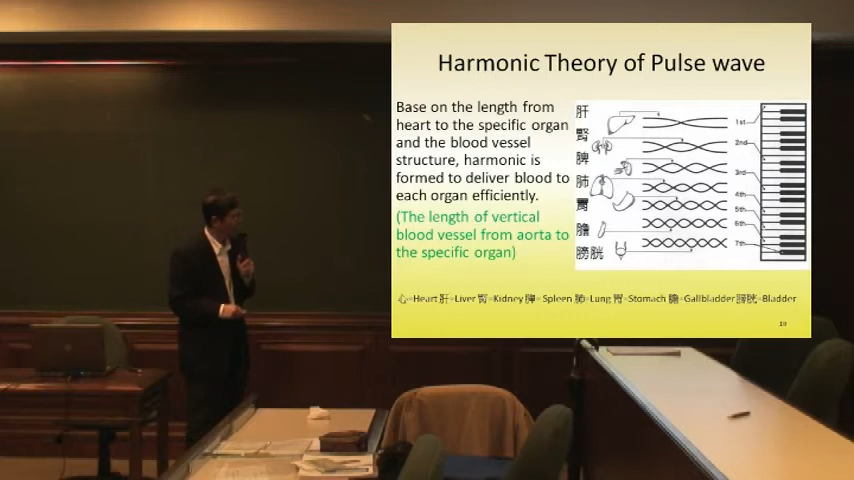 Harmonic Theory of Pulse wave
Base on the length from
heart to the specific organ
and the blood vessel
structure, harmonic is
formed to deliver blood to
each organ efficiently.
(The length of vertical
blood vessel from aorta to
the specific organ)
肝
腎
脾
肺
胃
膽
膀胱
1st
2nd
3rd
4th
5th
6th
7th
心=Heart 肝=Liver 腎=Kidney 脾=Spleen 肺=Lung 胃=Stomach 膽=Gallbladder 膀胱=Bladder